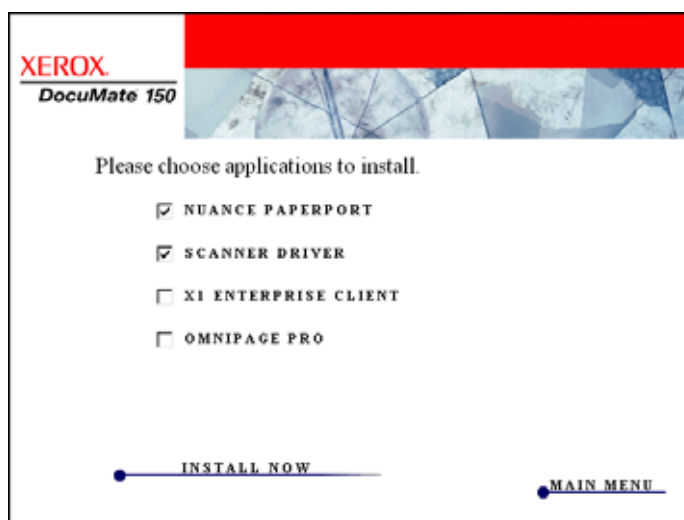 XEROX.
DocuMate 150
Please choose applications to install.
NUANCE PAPERPORT
SCANNER DRIVER
X1 ENTERPRISE CLIENT
OMNIPAGE PRO
INSTALL NOW
MAIN MENU